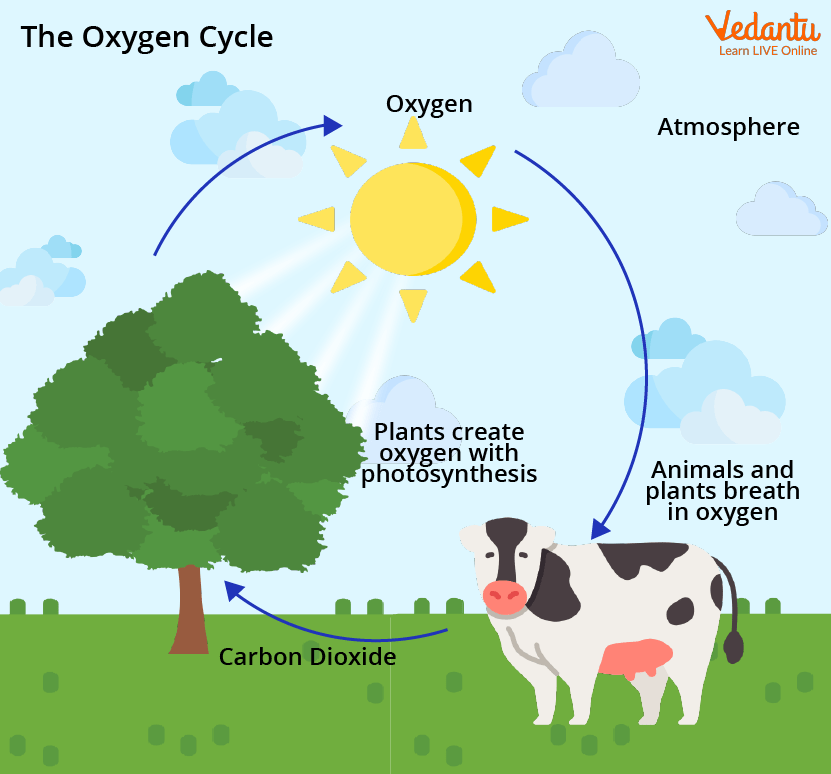 The Oxygen Cycle
Vedantu
Learn LIVE Online
Oxygen
Atmosphere
Plants create
oxygen with
photosynthesis
Animals and
plants breath
in oxygen
Carbon Dioxide